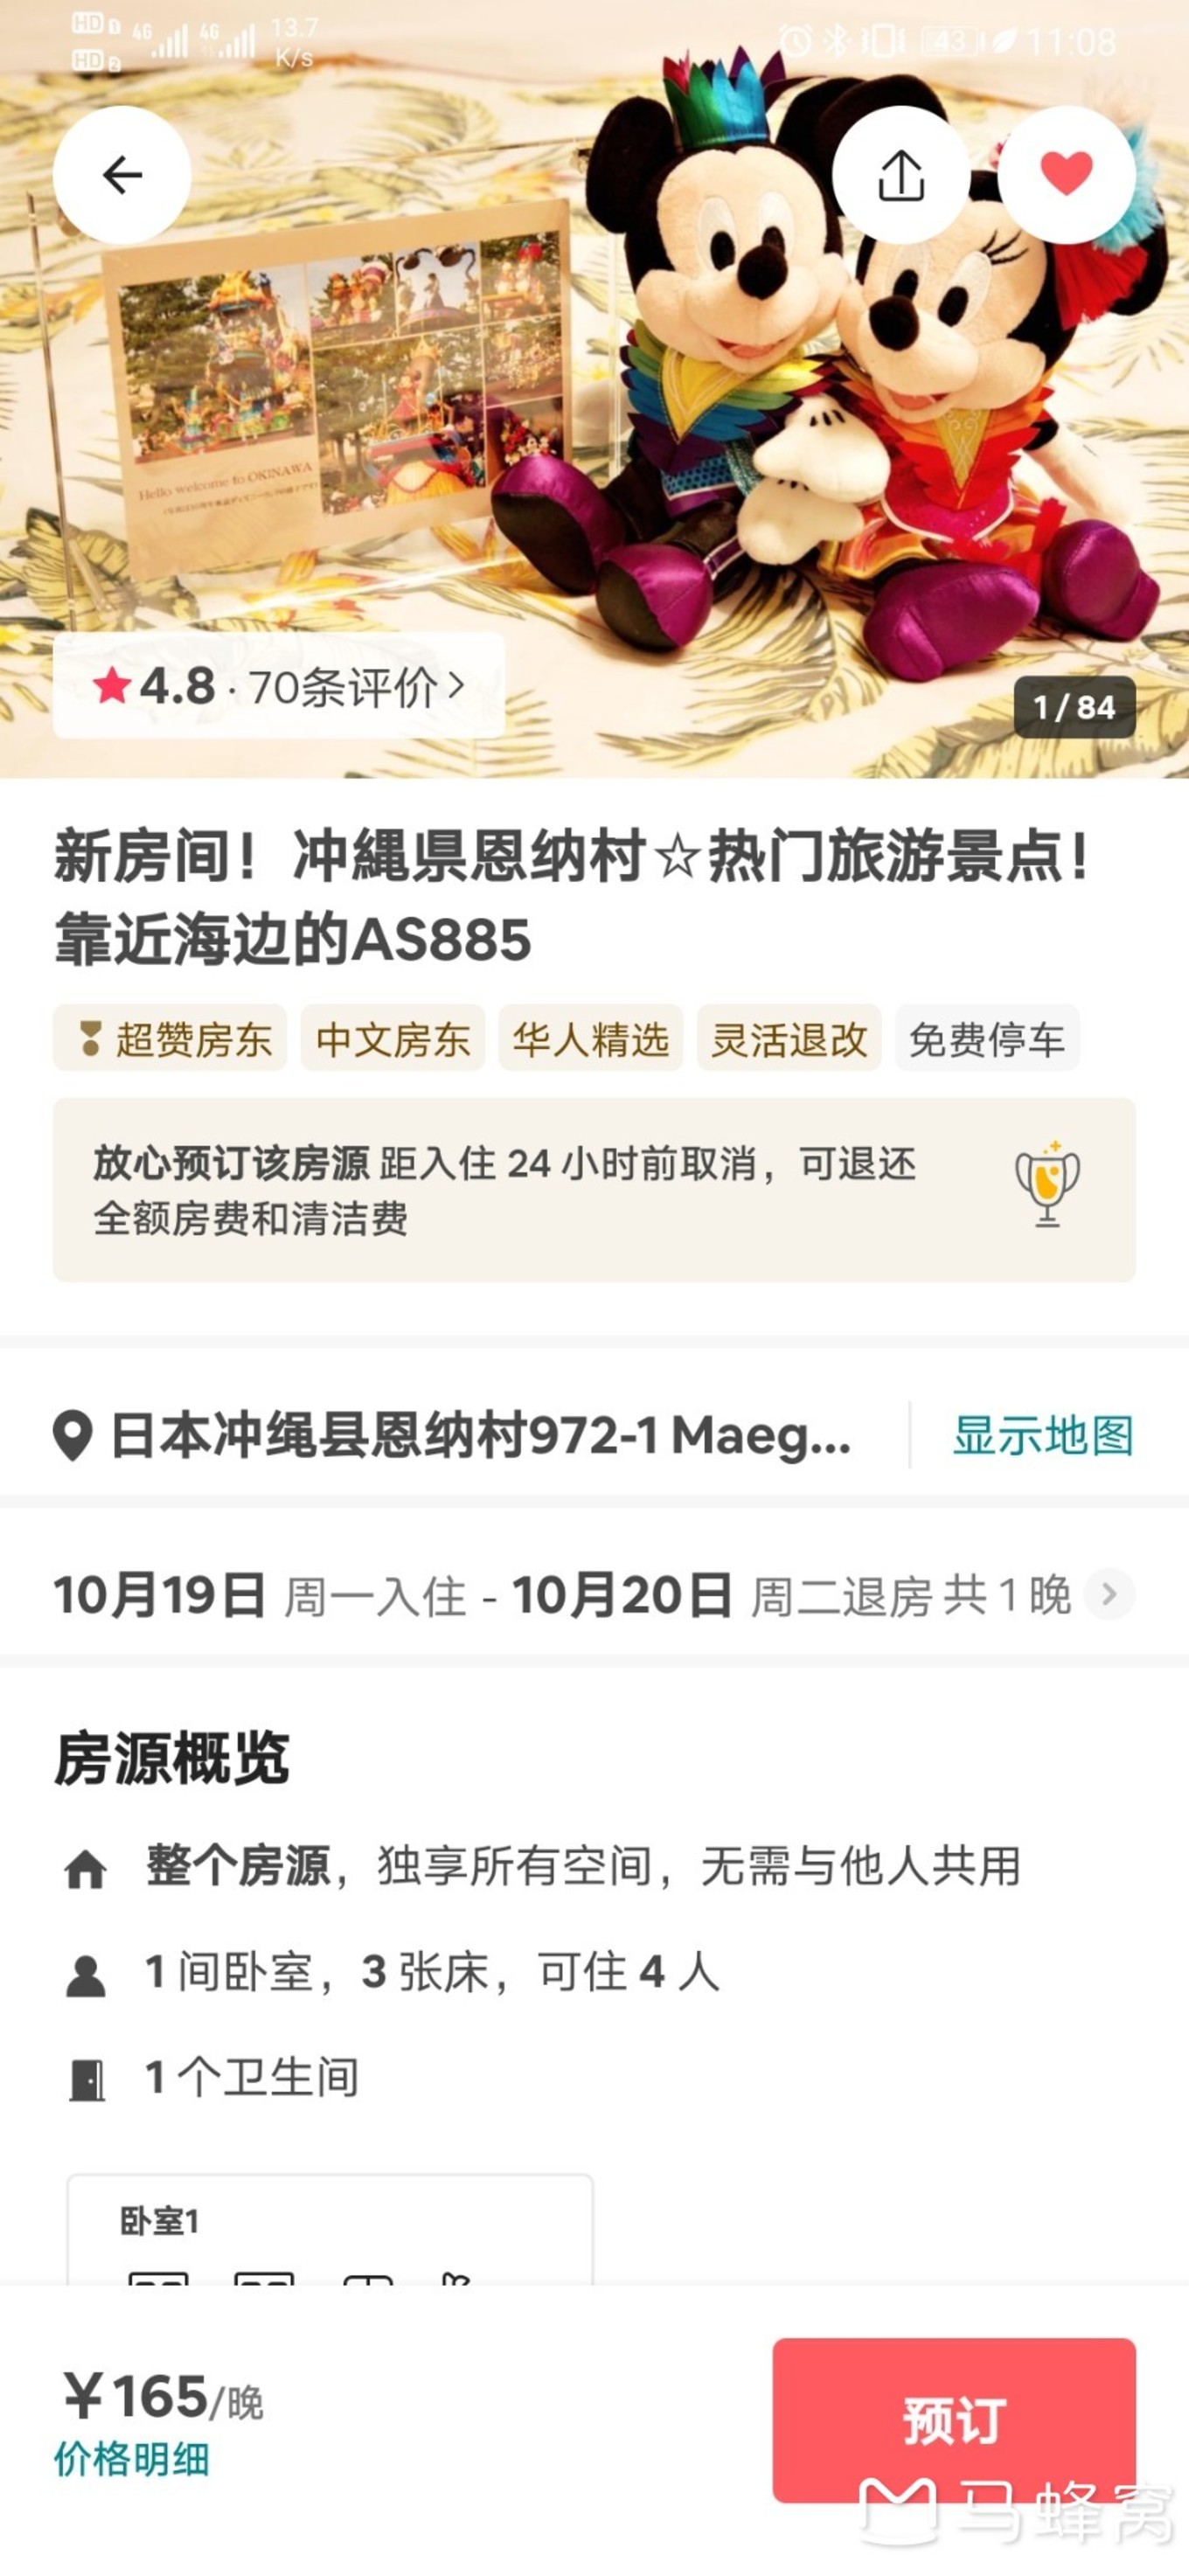 HD 1 4G 4G 13.7
HD 2 K/s
43 11:08
Hello welcome to OKINAWA
4.8 · 70条评价
1 / 84
新房间！冲縄県恩纳村☆热门旅游景点！
靠近海边的AS885
超赞房东 中文房东 华人精选 灵活退改 免费停车
放心预订该房源 距入住 24 小时前取消，可退还
全额房费和清洁费
日本冲绳县恩纳村972-1 Maeg... 显示地图
10月19日 周一入住 - 10月20日 周二退房 共 1 晚
房源概览
整个房源，独享所有空间，无需与他人共用
1 间卧室，3 张床，可住 4 人
1 个卫生间
卧室1
¥165/晚
价格明细
预订
马蜂窝